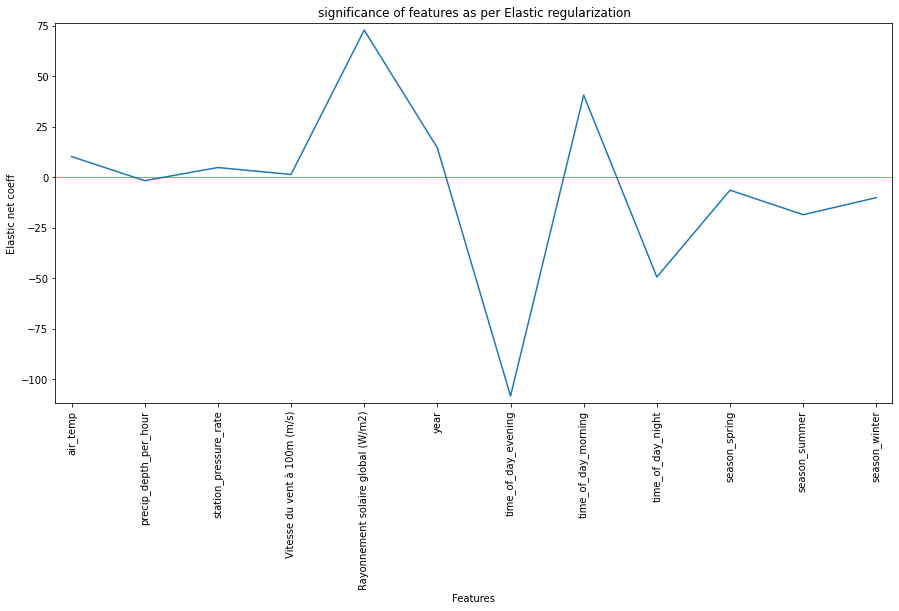 significance of features as per Elastic regularization
75
50
25
0
−25
−50
−75
−100
Elastic net coeff
air_temp
precip_depth_per_hour
station_pressure_rate
Vitesse du vent à 100m (m/s)
Rayonnement solaire global (W/m2)
year
time_of_day_evening
time_of_day_morning
time_of_day_night
season_spring
season_summer
season_winter
Features